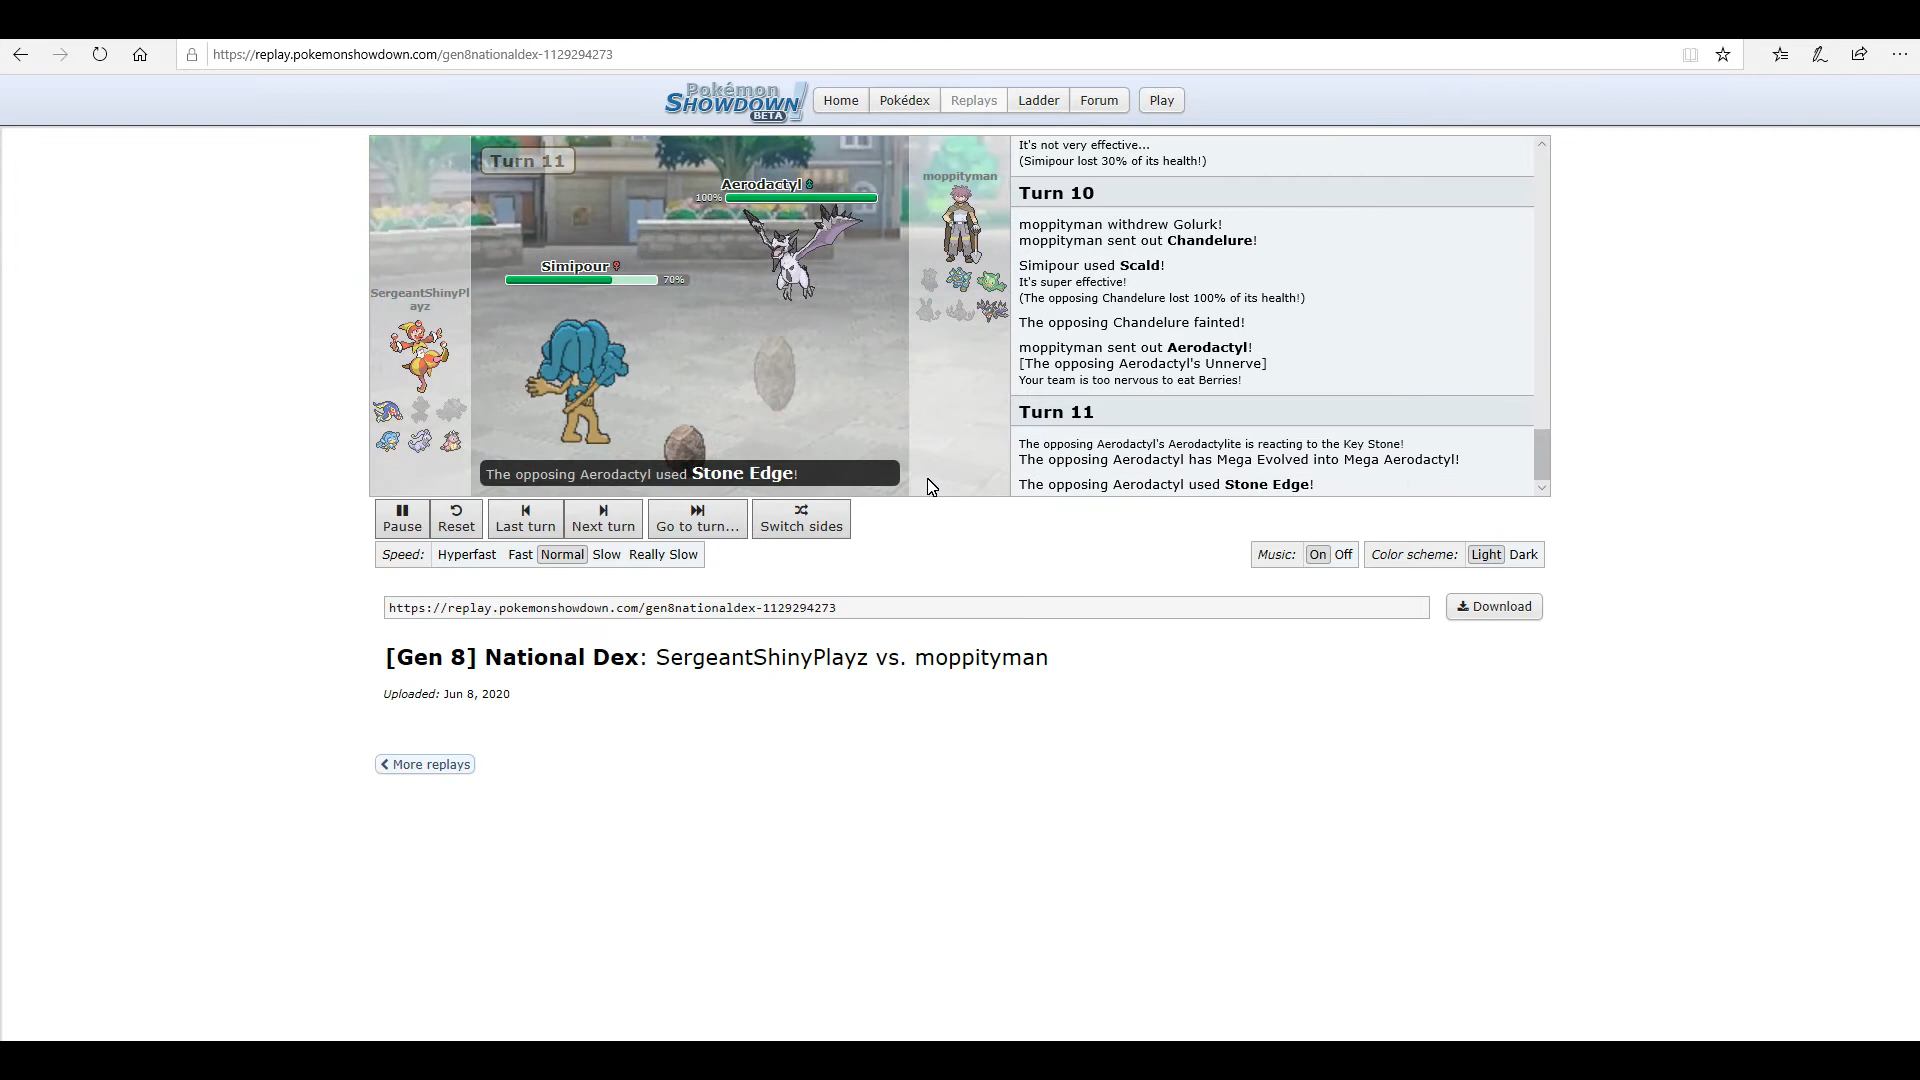 https://replay.pokemonshowdown.com/gen8nationaldex-1129294273
Pokémon
SHOWDOWN!
BETA
Home
Pokédex
Replays
Ladder
Forum
Play
Turn 11
Aerodactyl
100%
Simipour
70%
SergeantShinyPl
ayz
moppityman
The opposing Aerodactyl used Stone Edge!
It's not very effective...
(Simipour lost 30% of its health!)
Turn 10
moppityman withdrew Golurk!
moppityman sent out Chandelure!
Simipour used Scald!
It's super effective!
(The opposing Chandelure lost 100% of its health!)
The opposing Chandelure fainted!
moppityman sent out Aerodactyl!
[The opposing Aerodactyl's Unnerve]
Your team is too nervous to eat Berries!
Turn 11
The opposing Aerodactyl's Aerodactylite is reacting to the Key Stone!
The opposing Aerodactyl has Mega Evolved into Mega Aerodactyl!
The opposing Aerodactyl used Stone Edge!
Pause
Reset
Last turn
Next turn
Go to turn...
Switch sides
Speed: Hyperfast Fast Normal Slow Really Slow
Music: On Off
Color scheme: Light Dark
https://replay.pokemonshowdown.com/gen8nationaldex-1129294273
Download
[Gen 8] National Dex: SergeantShinyPlayz vs. moppityman
Uploaded: Jun 8, 2020
More replays